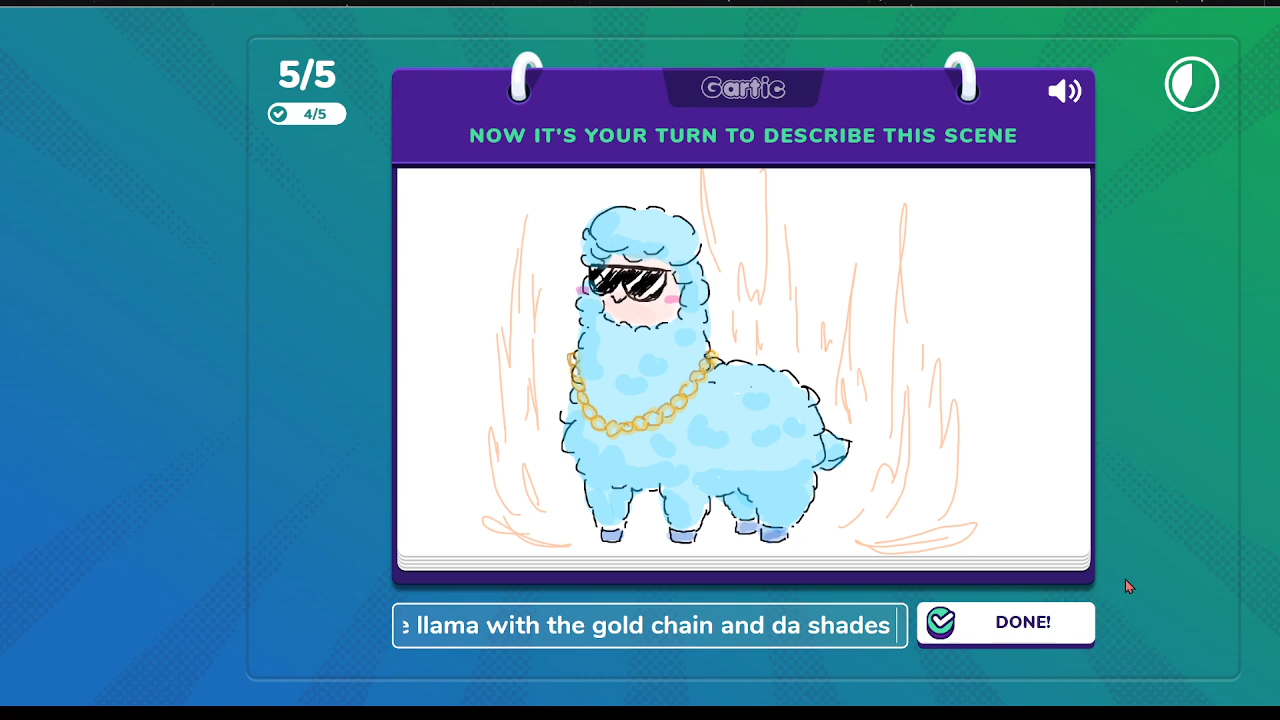 5/5
4/5
Gartic
NOW IT'S YOUR TURN TO DESCRIBE THIS SCENE
llama with the gold chain and da shades
DONE!